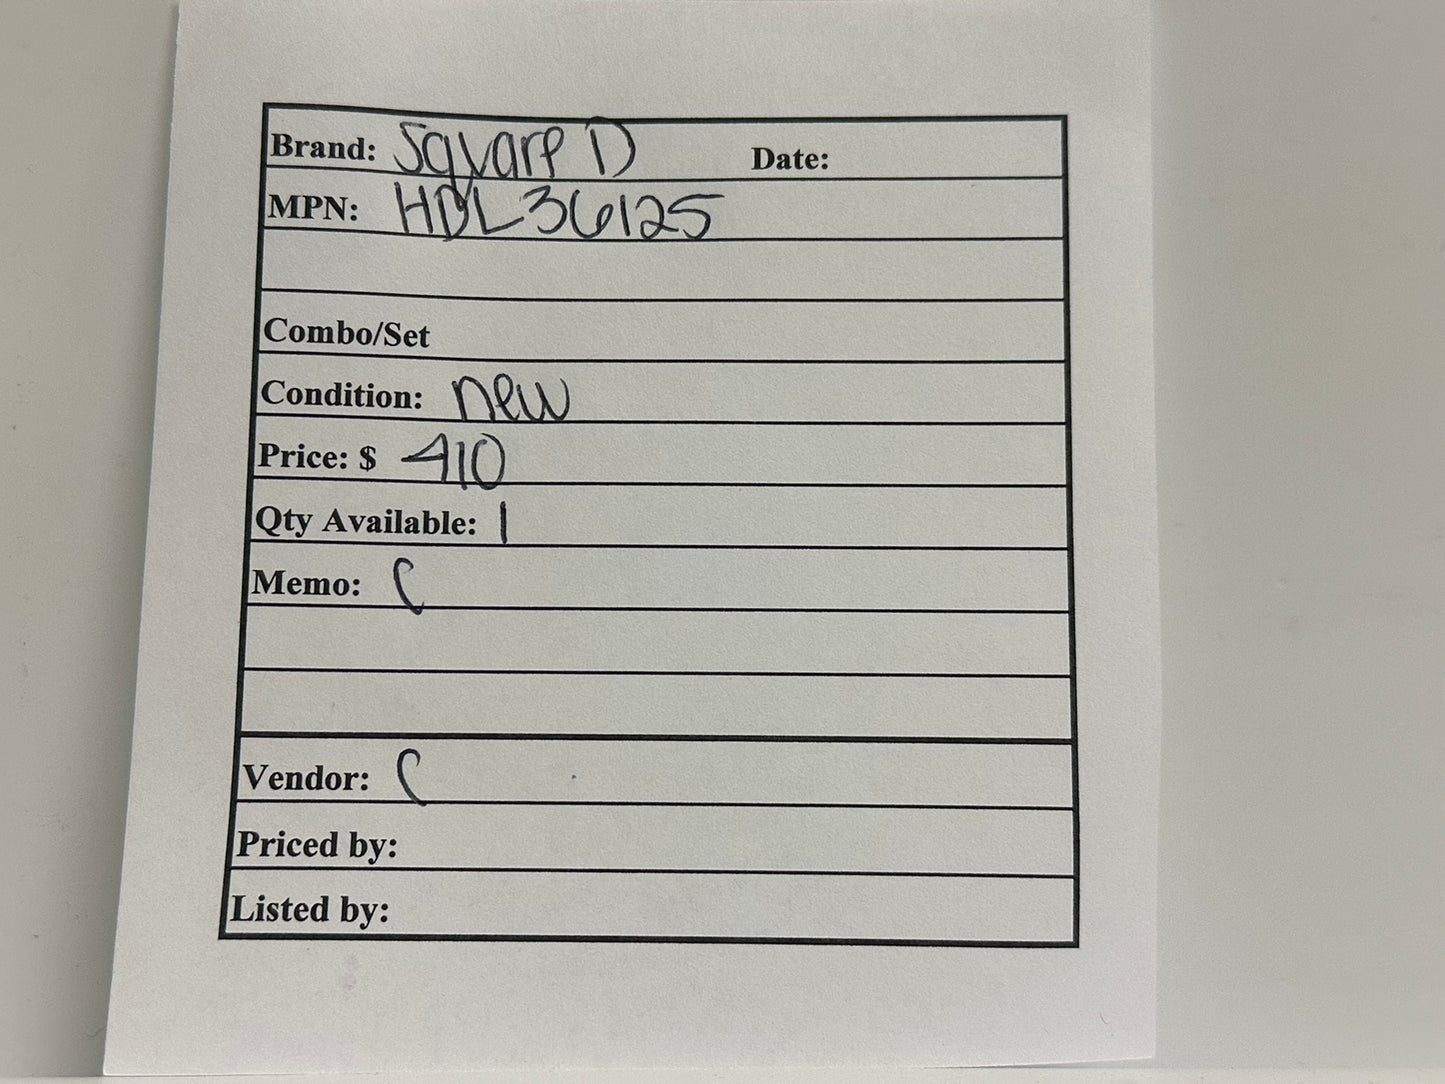 Brand: Square D Date:
MPN: HDL36125
Combo/Set
Condition: new
Price: $ 410
Qty Available: 1
Memo: C
Vendor: C
Priced by:
Listed by: